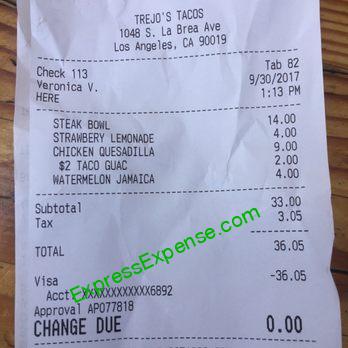 TREJO'S TACOS
1048 S. La Brea Ave
Los Angeles, CA 90019
Check 113 Tab 82
Veronica V. 9/30/2017
HERE 1:13 PM
STEAK BOWL 14.00
STRAWBERY LEMONADE 4.00
CHICKEN QUESADILLA 9.00
$2 TACO GUAC 2.00
WATERMELON JAMAICA 4.00
Subtotal 33.00
Tax 3.05
TOTAL 36.05
Visa -36.05
Acct:XXXXXXXXXXXX6892
Approval AP077818
CHANGE DUE 0.00
ExpressExpense.com